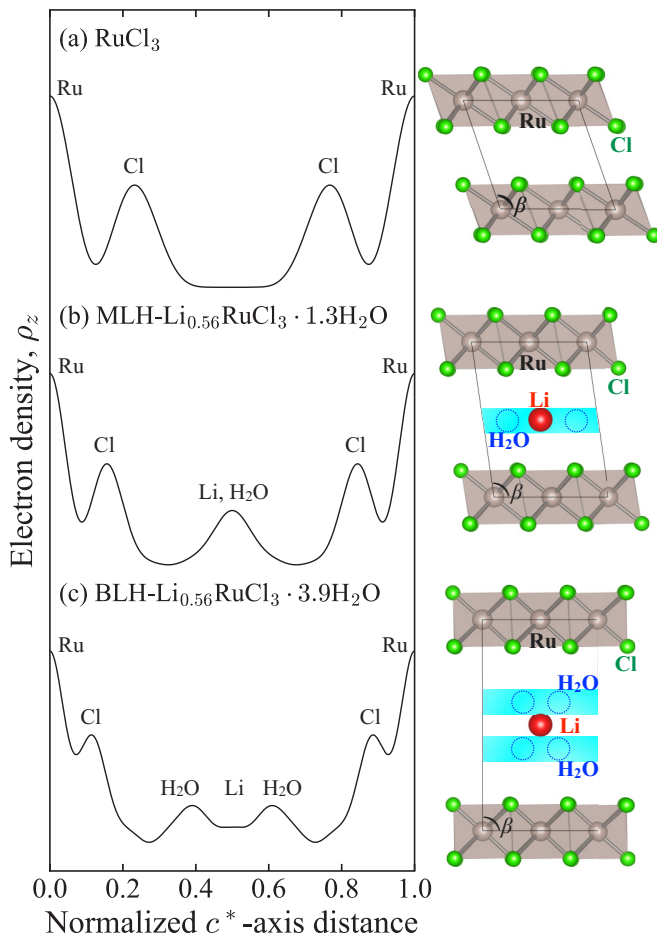 (a) RuCl₃
Ru
Ru
Cl
Cl
Ru
Cl
β
(b) MLH-Li₀.₅₆RuCl₃ · 1.3H₂O
Ru
Ru
Cl
Cl
Li, H₂O
Ru
Cl
Li
H₂O
β
(c) BLH-Li₀.₅₆RuCl₃ · 3.9H₂O
Ru
Ru
Cl
Cl
H₂O
Li
H₂O
Ru
Cl
H₂O
Li
H₂O
β
Electron density, ρ_z
0.0 0.2 0.4 0.6 0.8 1.0
Normalized c*-axis distance